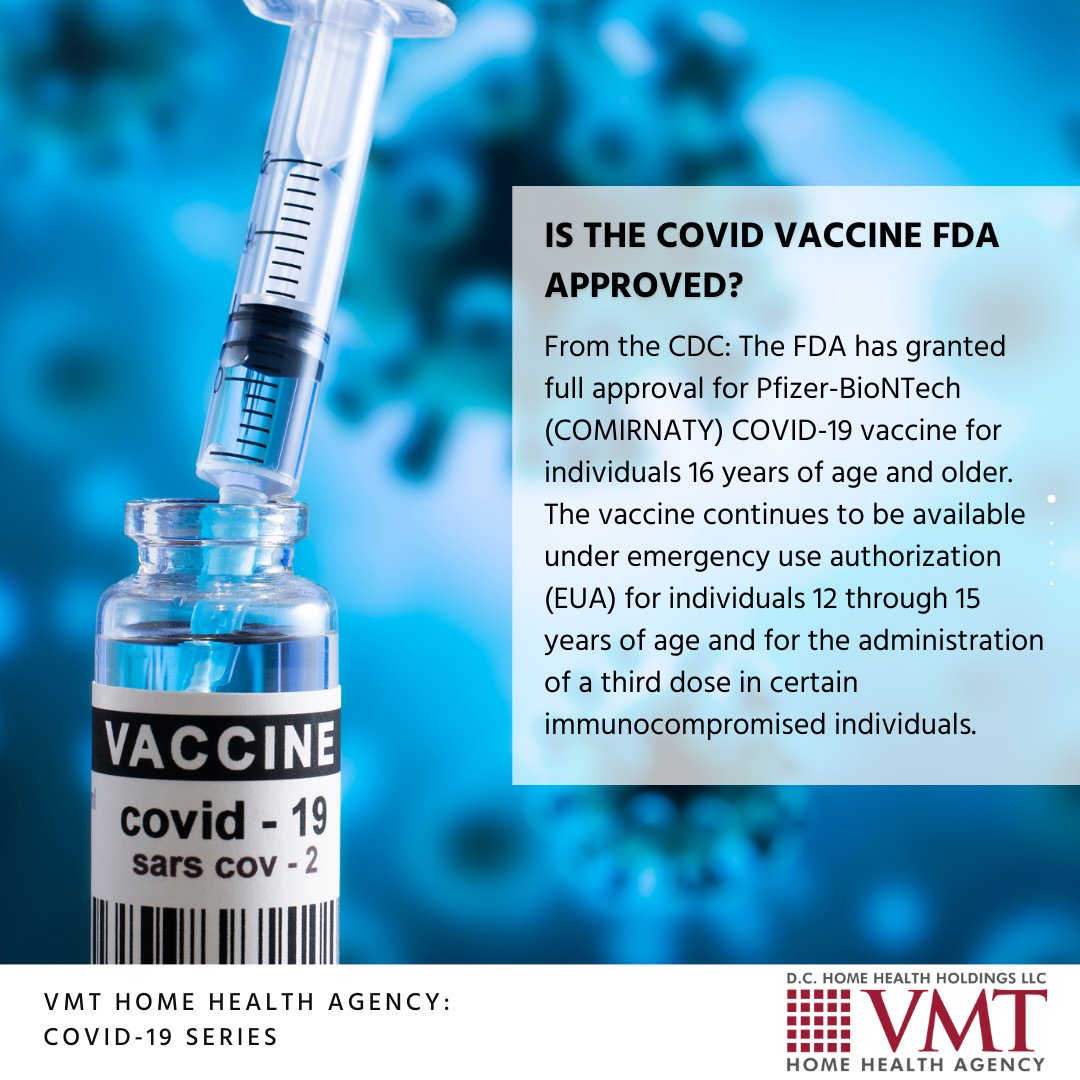 IS THE COVID VACCINE FDA
APPROVED?
From the CDC: The FDA has granted
full approval for Pfizer-BioNTech
(COMIRNATY) COVID-19 vaccine for
individuals 16 years of age and older.
The vaccine continues to be available
under emergency use authorization
(EUA) for individuals 12 through 15
years of age and for the administration
of a third dose in certain
immunocompromised individuals.
VACCINE
covid - 19
sars cov - 2
VMT HOME HEALTH AGENCY:
COVID-19 SERIES
D.C. HOME HEALTH HOLDINGS LLC
VMT
HOME HEALTH AGENCY